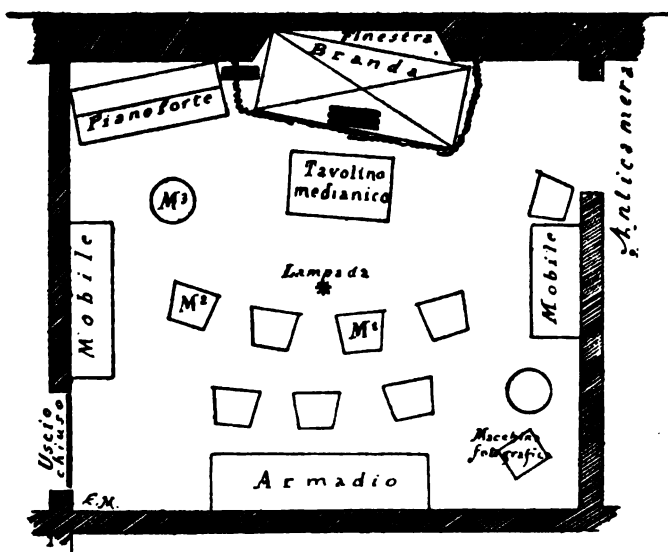 Finestra
Branda
Pianoforte
Anticamera
Tavolino
medianico
M³
Mobile
Mobile
Lampada
M²
M¹
Uscio
chiuso
Macchina
fotografica
Armadio
E.M.